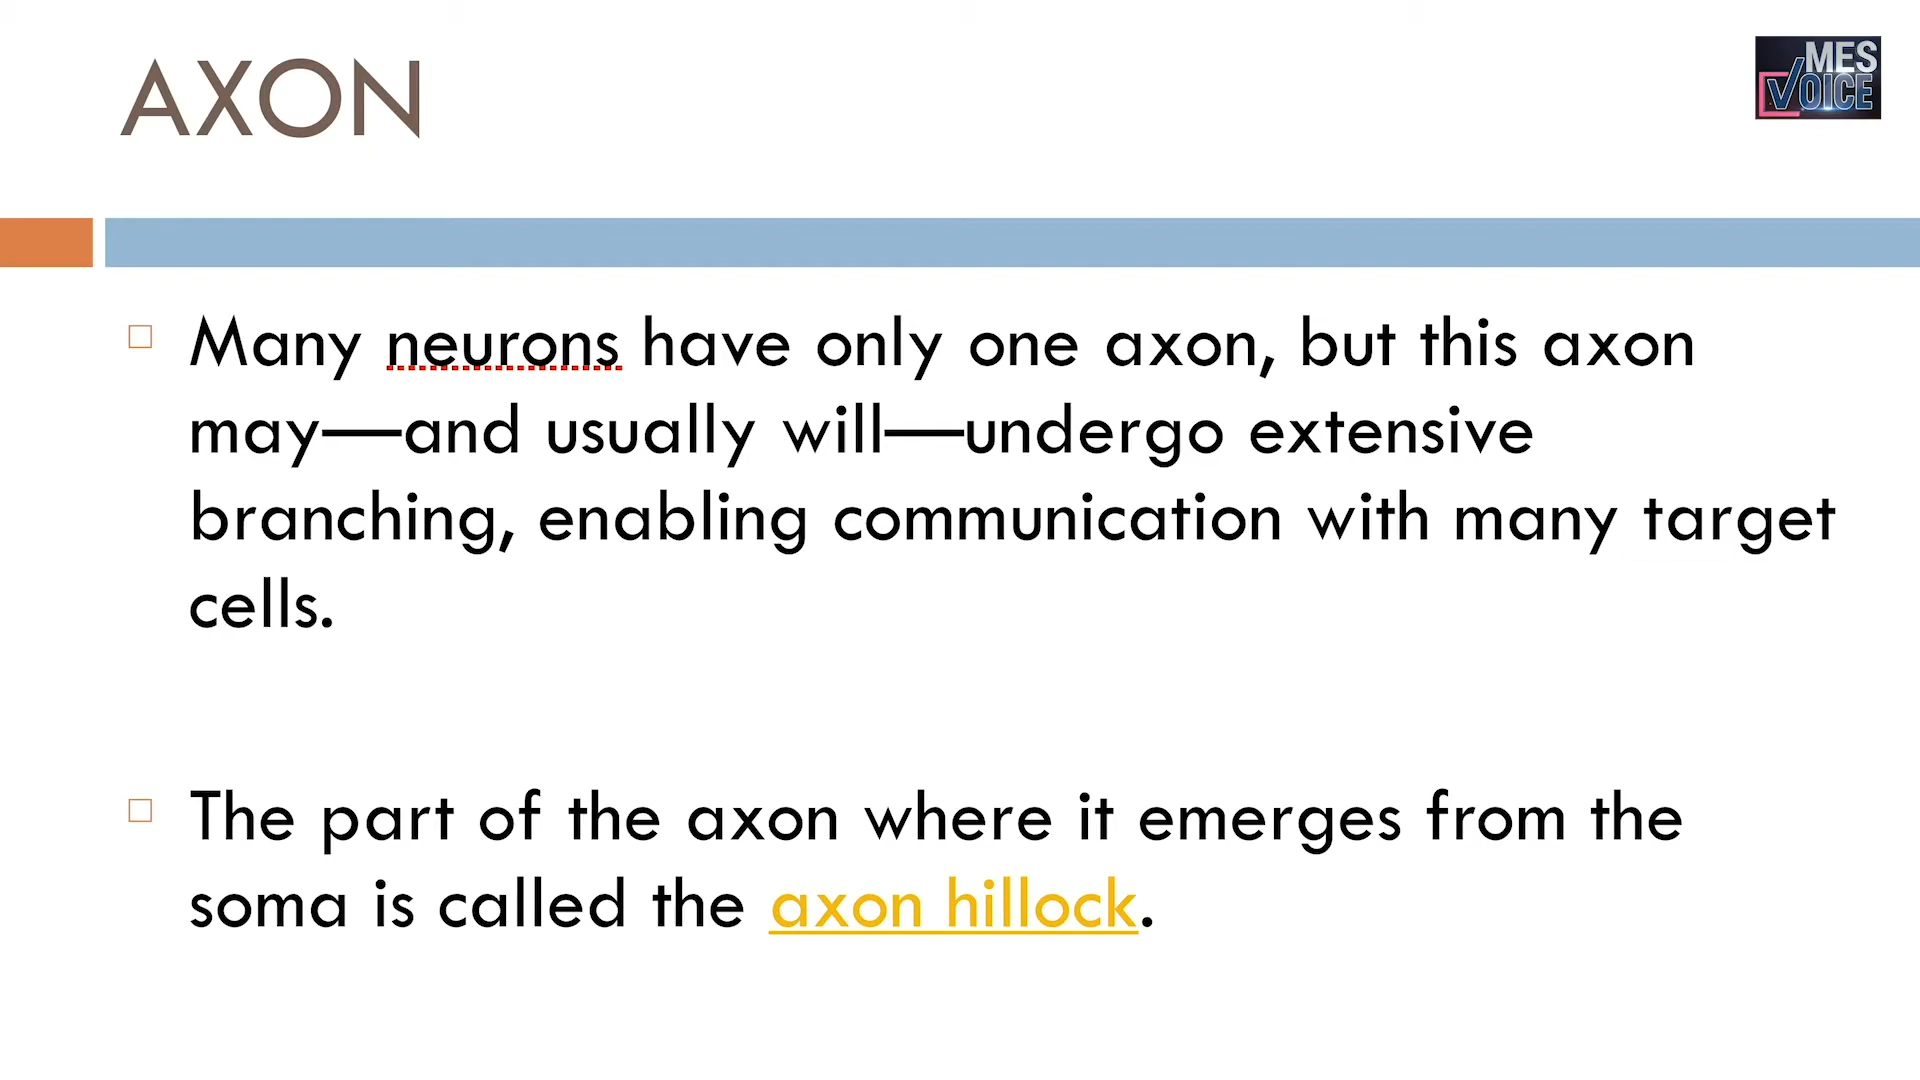 AXON
MES
VOICE
Many neurons have only one axon, but this axon
may—and usually will—undergo extensive
branching, enabling communication with many target
cells.
The part of the axon where it emerges from the
soma is called the axon hillock.